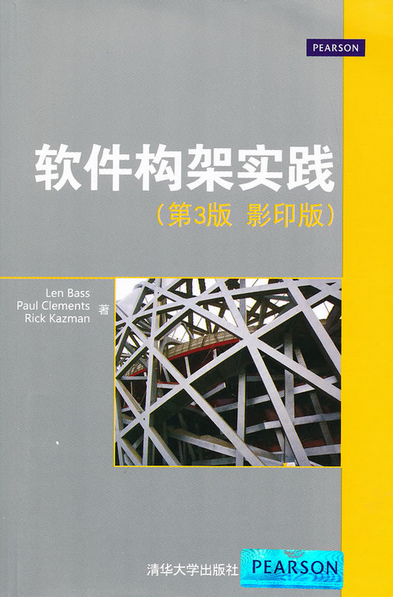 PEARSON
软件构架实践
(第3版 影印版)
Len Bass
Paul Clements
Rick Kazman
著
清华大学出版社
PEARSON